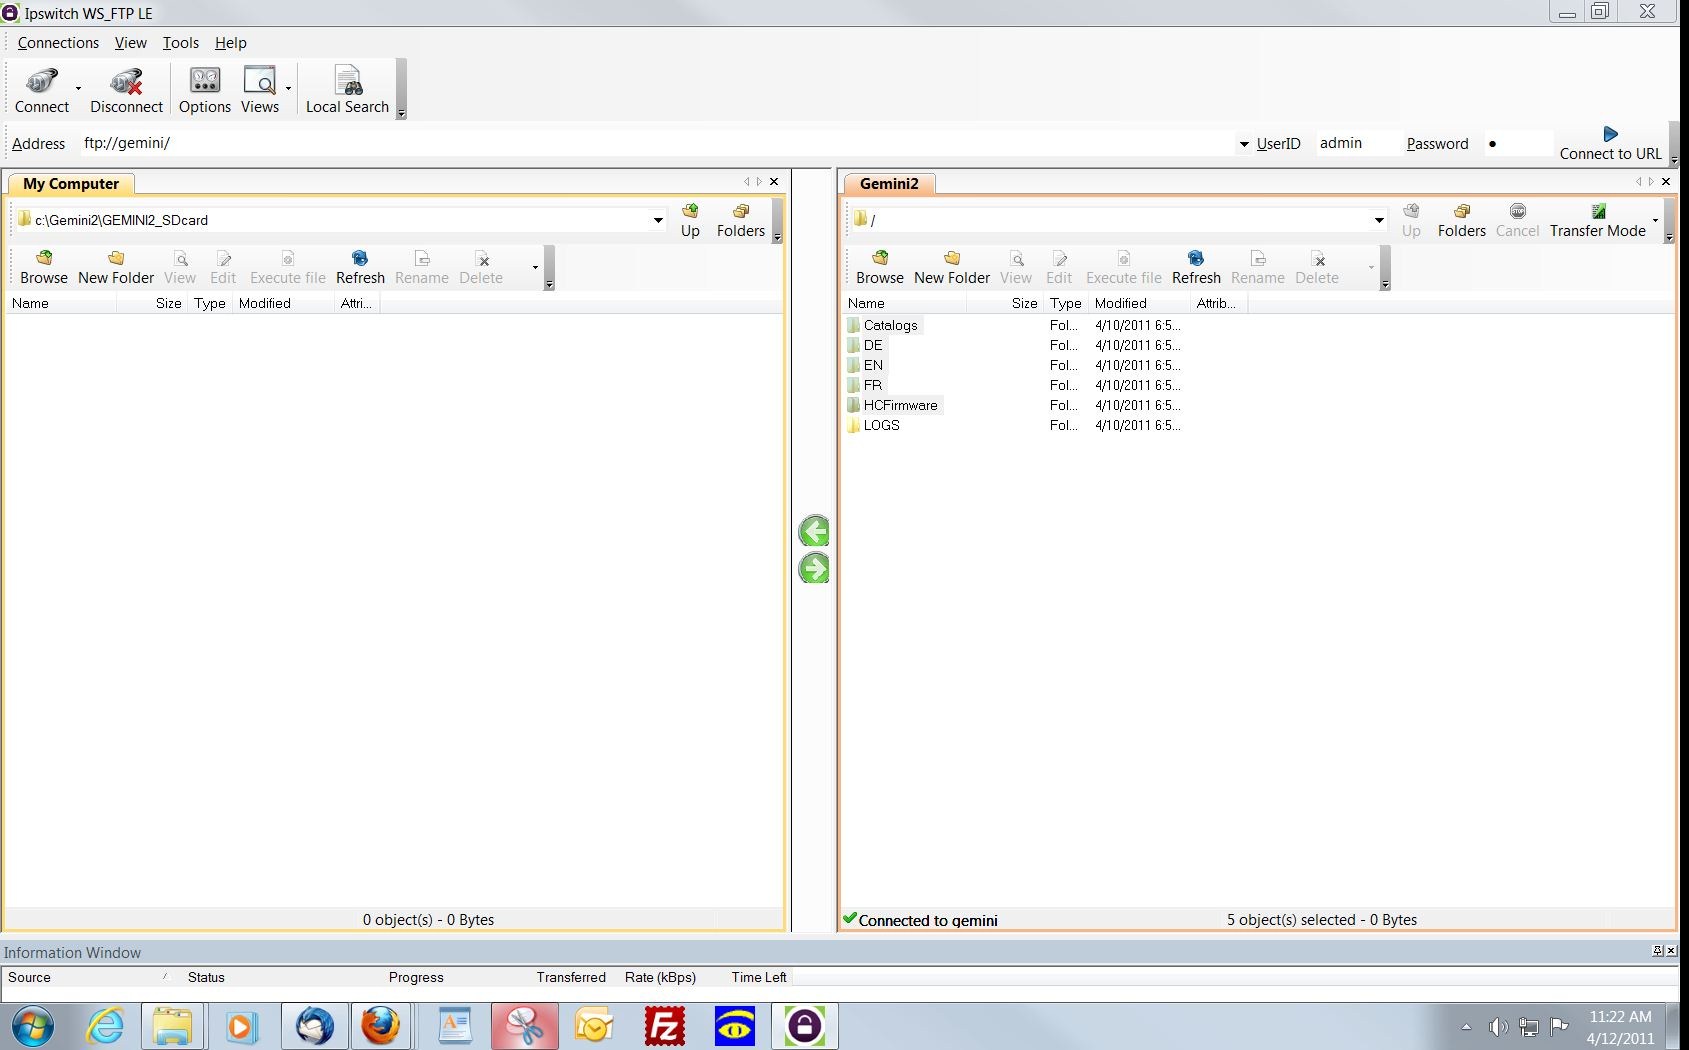 Ipswitch WS_FTP LE
Connections View Tools Help
Connect Disconnect Options Views Local Search
Address ftp://gemini/ UserID admin Password ● Connect to URL
My Computer
c:\Gemini2\GEMINI2_SDcard Up Folders
Browse New Folder View Edit Execute file Refresh Rename Delete
Name Size Type Modified Attri...
0 object(s) - 0 Bytes
Gemini2
/ Up Folders Cancel Transfer Mode
Browse New Folder View Edit Execute file Refresh Rename Delete
Name Size Type Modified Attrib...
Catalogs Fol... 4/10/2011 6:5...
DE Fol... 4/10/2011 6:5...
EN Fol... 4/10/2011 6:5...
FR Fol... 4/10/2011 6:5...
HCFirmware Fol... 4/10/2011 6:5...
LOGS Fol... 4/10/2011 6:5...
Connected to gemini 5 object(s) selected - 0 Bytes
Information Window
Source Status Progress Transferred Rate (kBps) Time Left
11:22 AM
4/12/2011